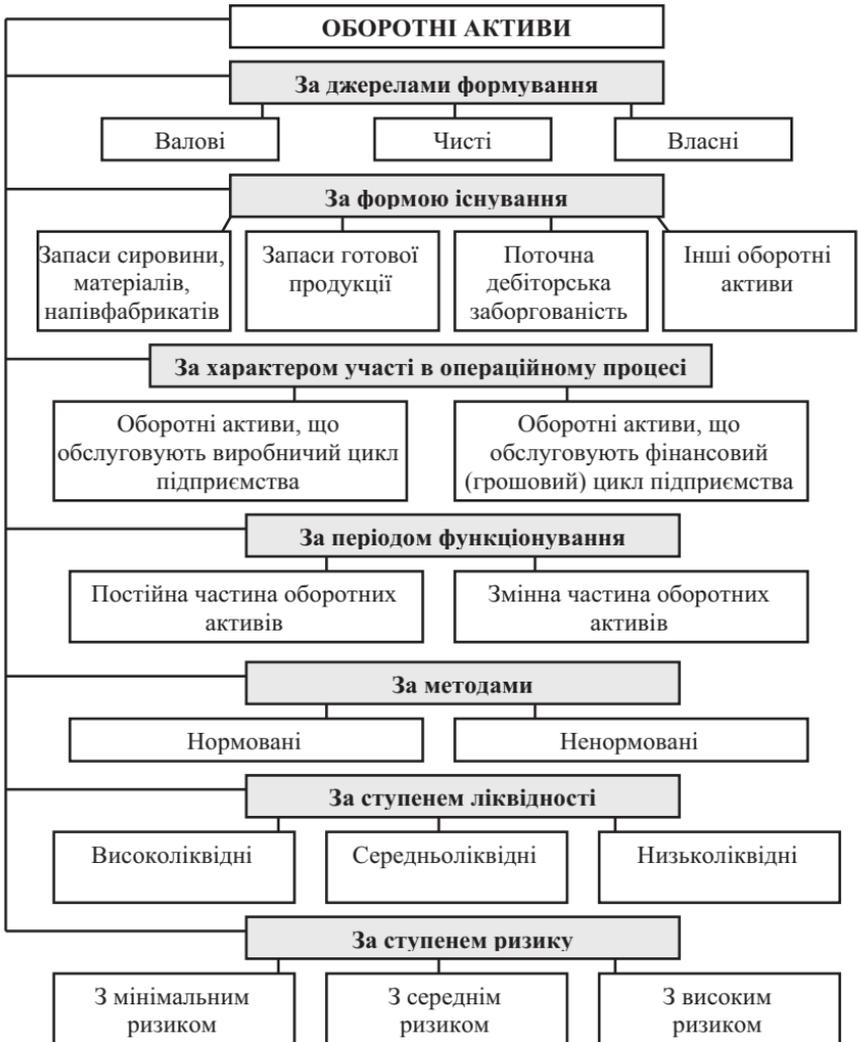 ОБОРОТНІ АКТИВИ
За джерелами формування
Валові
Чисті
Власні
За формою існування
Запаси сировини,
матеріалів,
напівфабрикатів
Запаси готової
продукції
Поточна
дебіторська
заборгованість
Інші оборотні
активи
За характером участі в операційному процесі
Оборотні активи, що
обслуговують виробничий цикл
підприємства
Оборотні активи, що
обслуговують фінансовий
(грошовий) цикл підприємства
За періодом функціонування
Постійна частина оборотних
активів
Змінна частина оборотних
активів
За методами
Нормовані
Ненормовані
За ступенем ліквідності
Високоліквідні
Середньоліквідні
Низьколіквідні
За ступенем ризику
З мінімальним
ризиком
З середнім
ризиком
З високим
ризиком